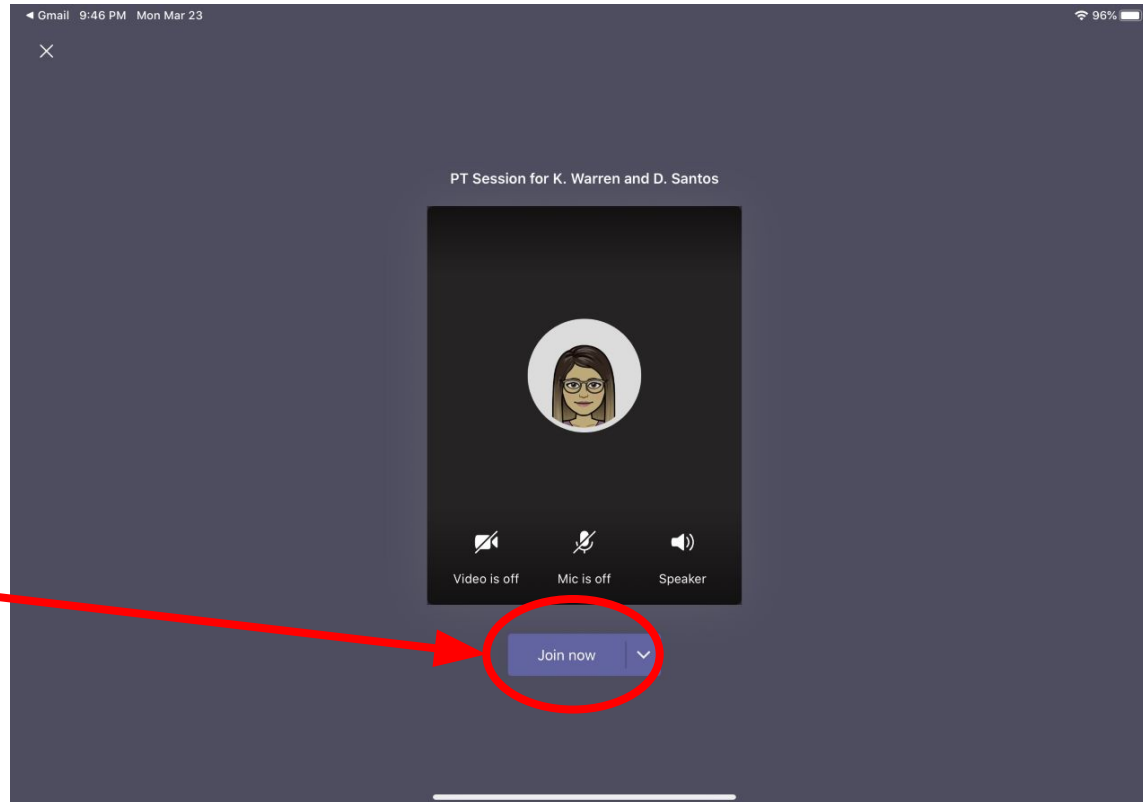 Gmail 9:46 PM Mon Mar 23 96%
PT Session for K. Warren and D. Santos
Video is off Mic is off Speaker
Join now